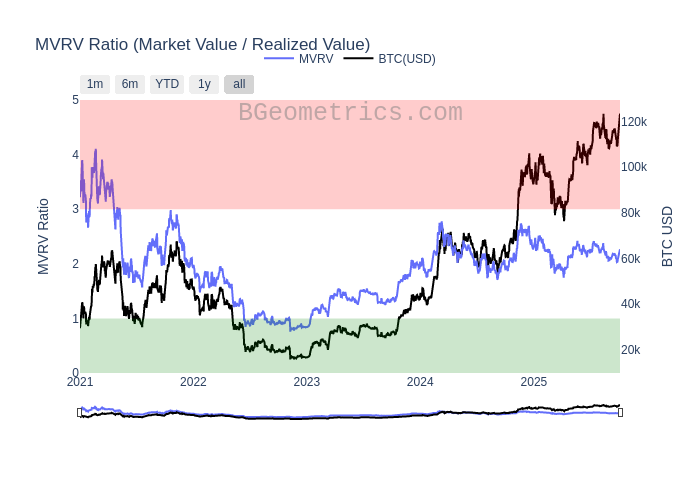 MVRV Ratio (Market Value / Realized Value)
MVRV BTC(USD)
1m 6m YTD 1y all
BGeometrics.com
5
4
3
2
1
0
MVRV Ratio
120k
100k
80k
60k
40k
20k
BTC USD
2021 2022 2023 2024 2025